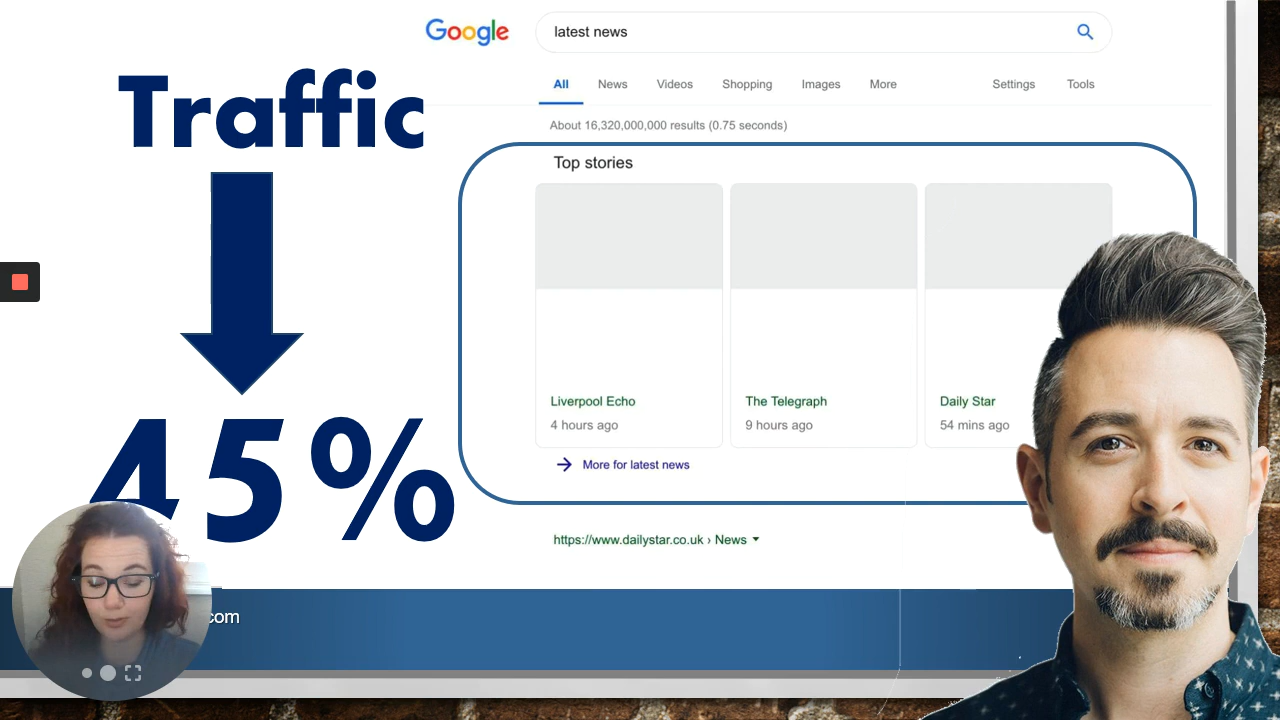 Google
latest news
All News Videos Shopping Images More Settings Tools
About 16,320,000,000 results (0.75 seconds)
Traffic
45%
Top stories
Liverpool Echo
4 hours ago
The Telegraph
9 hours ago
Daily Star
54 mins ago
More for latest news
https://www.dailystar.co.uk › News
.com